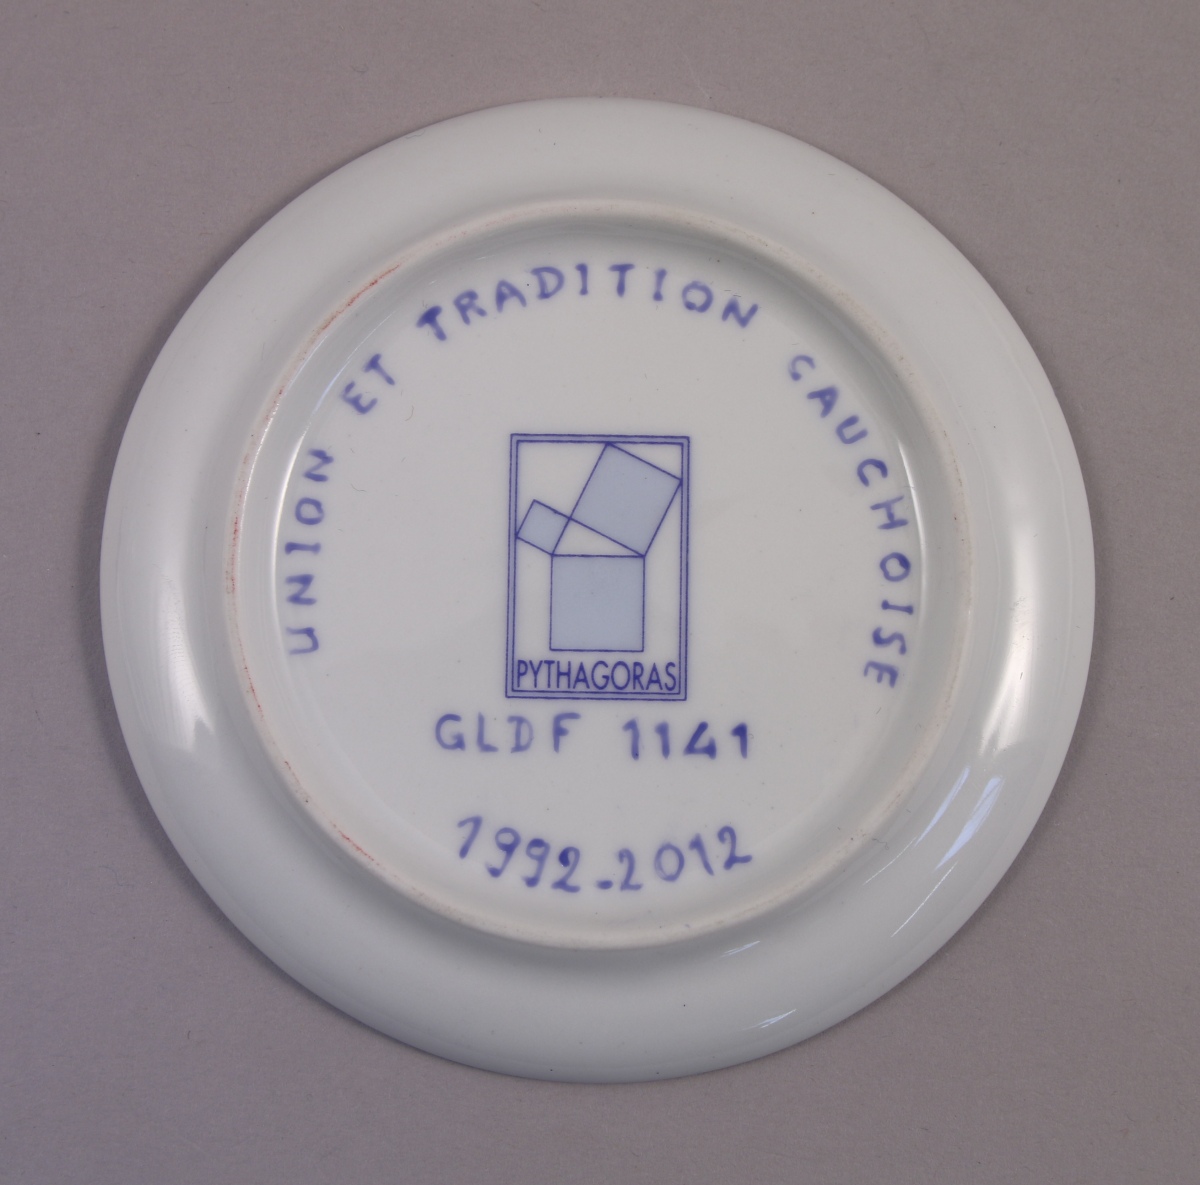 UNION ET TRADITION CAUCHOISE
PYTHAGORAS
GLDF 1141
1992-2012